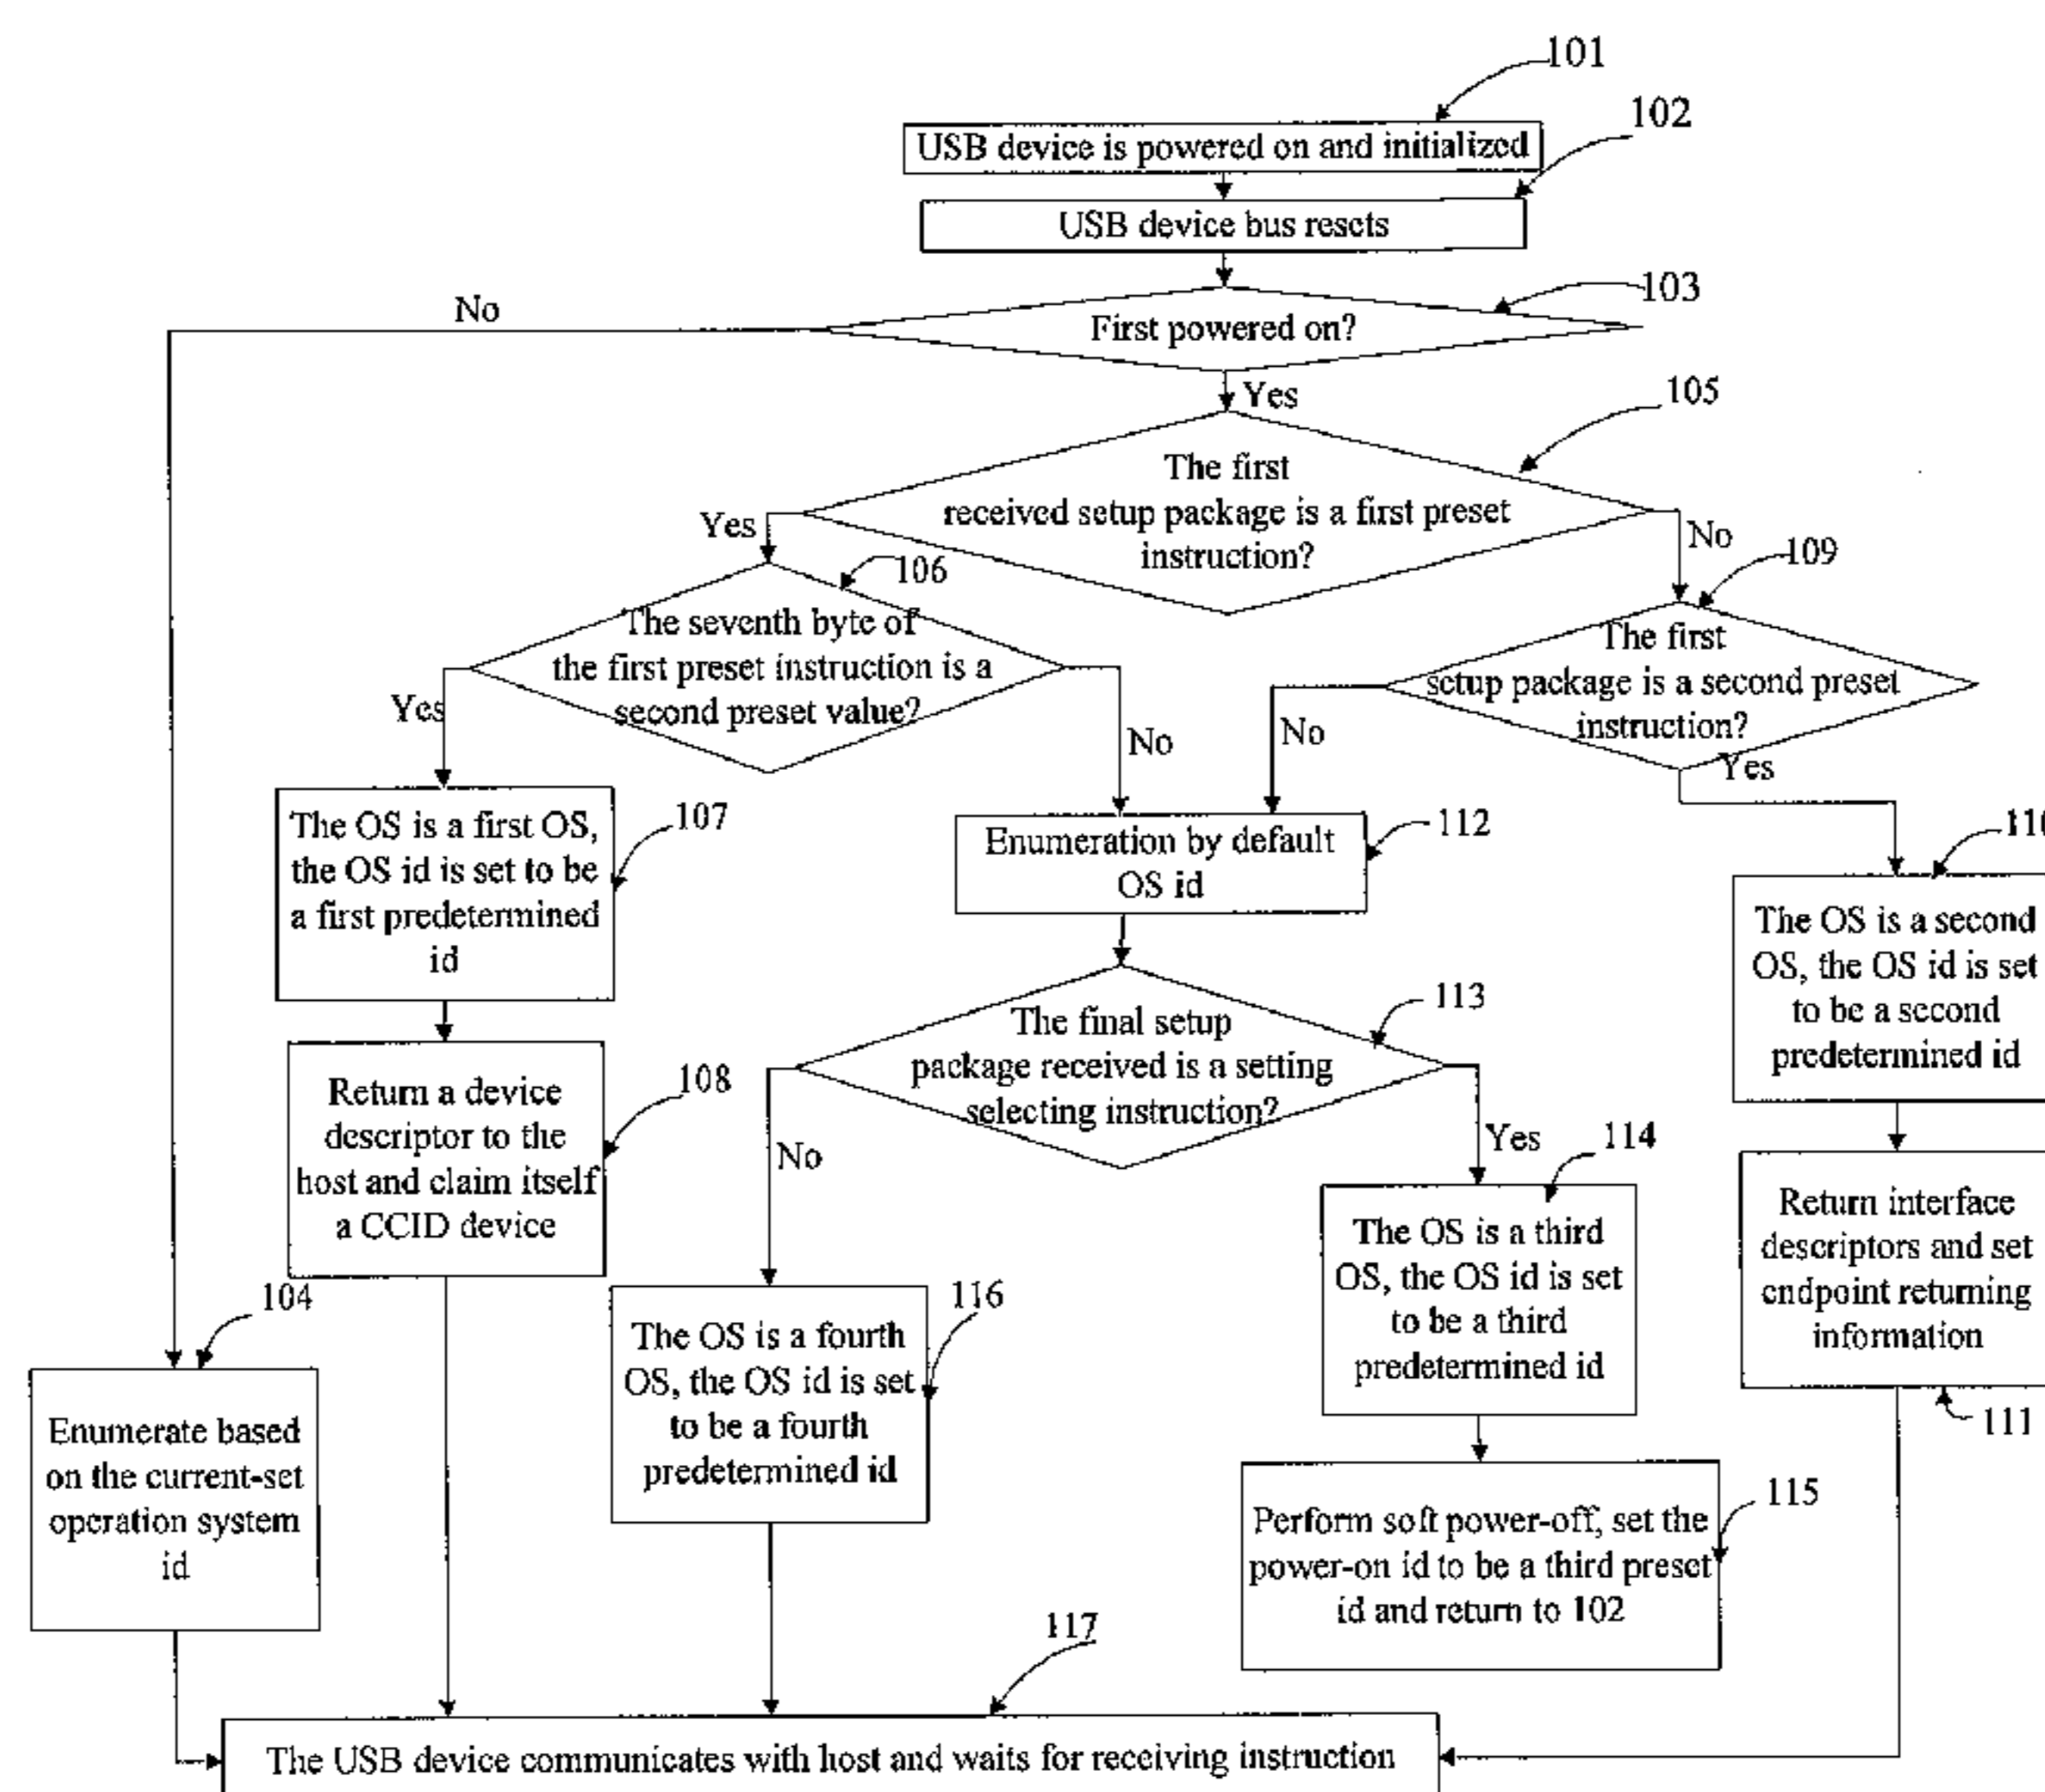 101
USB device is powered on and initialized
102
USB device bus resets
103
First powered on?
No
Yes
105
The first
received setup package is a first preset
instruction?
Yes
No
106
The seventh byte of
the first preset instruction is a
second preset value?
109
The first
setup package is a second preset
instruction?
Yes
No
No
Yes
107
The OS is a first OS,
the OS id is set to be
a first predetermined
id
112
Enumeration by default
OS id
110
The OS is a second
OS, the OS id is set
to be a second
predetermined id
108
Return a device
descriptor to the
host and claim itself
a CCID device
113
The final setup
package received is a setting
selecting instruction?
No
Yes
114
The OS is a third
OS, the OS id is set
to be a third
predetermined id
Return interface
descriptors and set
endpoint returning
information
111
104
Enumerate based
on the current-set
operation system
id
116
The OS is a fourth
OS, the OS id is set
to be a fourth
predetermined id
115
Perform soft power-off, set the
power-on id to be a third preset
id and return to 102
117
The USB device communicates with host and waits for receiving instruction